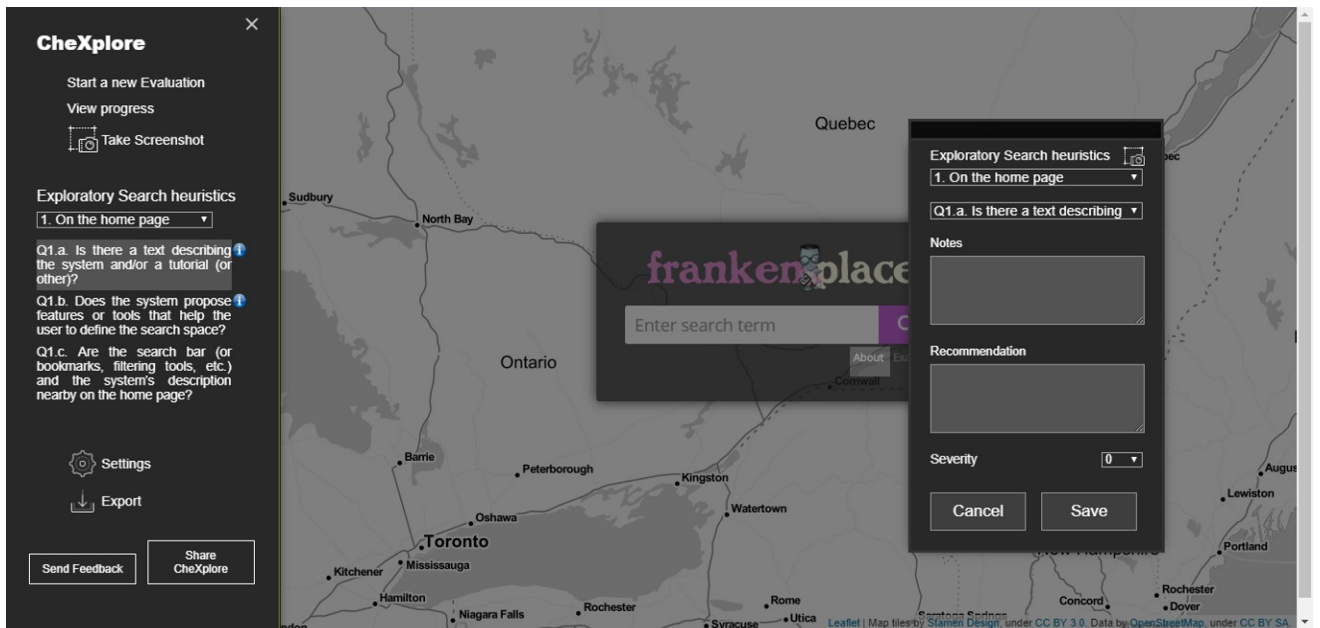 CheXplore
Start a new Evaluation
View progress
Take Screenshot
Exploratory Search heuristics
1. On the home page
Q1.a. Is there a text describing
the system and/or a tutorial (or
other)?
Q1.b. Does the system propose
features or tools that help the
user to define the search space?
Q1.c. Are the search bar (or
bookmarks, filtering tools, etc.)
and the system's description
nearby on the home page?
Settings
Export
Send Feedback
Share
CheXplore
Quebec
Sudbury
North Bay
frankenplace
Enter search term
About
Ontario
Cornwall
Barrie
Peterborough
Kingston
Watertown
Oshawa
Toronto
Mississauga
Kitchener
Hamilton
Niagara Falls
Rochester
Rome
Utica
Syracuse
Saratoga Springs
Exploratory Search heuristics
1. On the home page
Q1.a. Is there a text describing
Notes
Recommendation
Severity
0
Cancel
Save
New Hampshire
Lewiston
Portland
Rochester
Concord
Dover
Leaflet | Map tiles by Stamen Design, under CC BY 3.0. Data by OpenStreetMap, under CC BY SA.